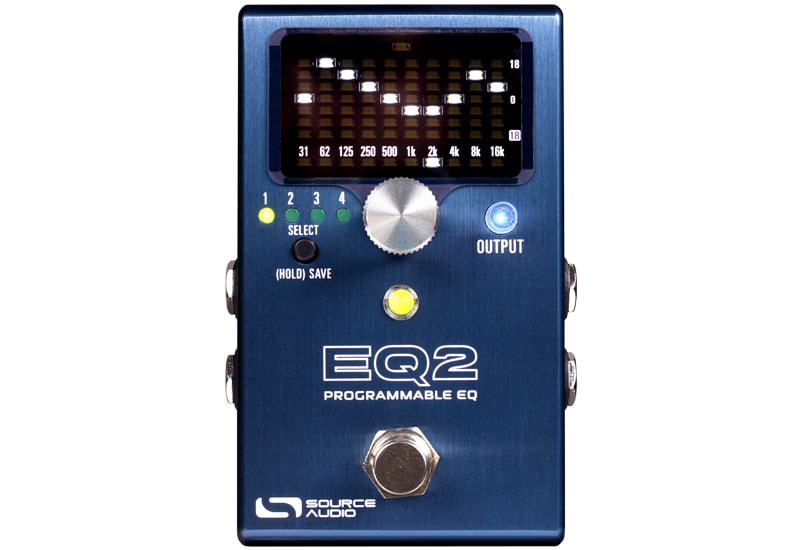 18
0
18
31 62 125 250 500 1k 2k 4k 8k 16k
1 2 3 4
SELECT
OUTPUT
(HOLD) SAVE
EQ2
PROGRAMMABLE EQ
SOURCE
AUDIO